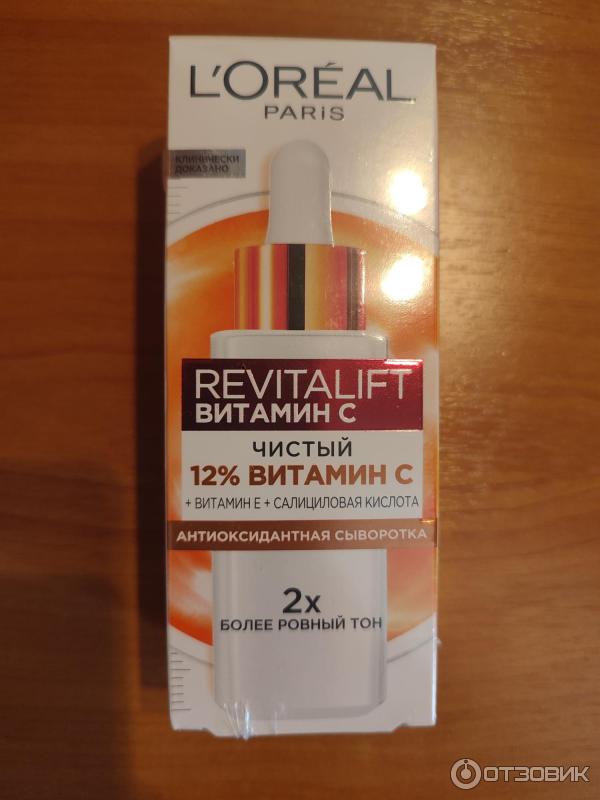 L'ORÉAL
PARIS
КЛИНИЧЕСКИ
ДОКАЗАНО
REVITALIFT
ВИТАМИН С
ЧИСТЫЙ
12% ВИТАМИН С
+ ВИТАМИН Е + САЛИЦИЛОВАЯ КИСЛОТА
АНТИОКСИДАНТНАЯ СЫВОРОТКА
2x
БОЛЕЕ РОВНЫЙ ТОН
ОТЗОВИК